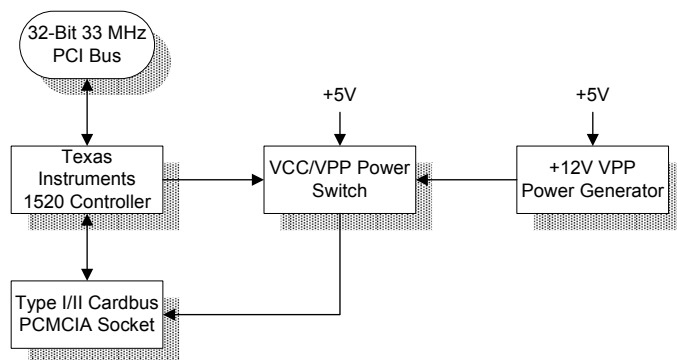 32-Bit 33 MHz
PCI Bus
+5V
+5V
Texas
Instruments
1520 Controller
VCC/VPP Power
Switch
+12V VPP
Power Generator
Type I/II Cardbus
PCMCIA Socket